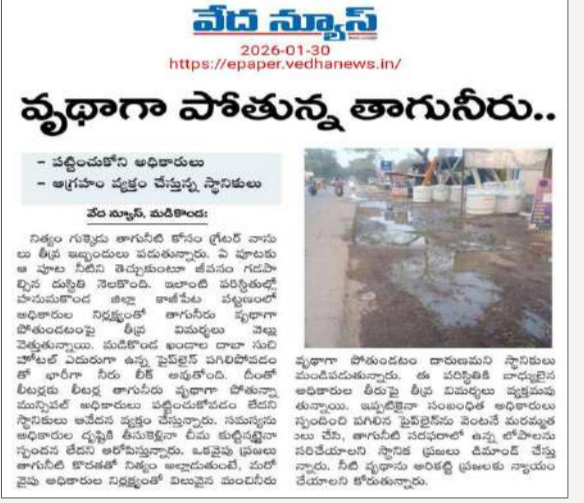 వేద న్యూస్
2026-01-30
https://epaper.vedhanews.in/
వృథాగా పోతున్న తాగునీరు..
- పట్టించుకోని అధికారులు
- ఆగ్రహం వ్యక్తం చేస్తున్న స్థానికులు
వేద న్యూస్, మడికొండ:
నిత్యం గుక్కెడు తాగునీటి కోసం గ్రేటర్ వాసు
లు తీవ్ర ఇబ్బందులు పడుతున్నారు. ఏ పూటకు
ఆ పూట నీటిని తెచ్చుకుంటూ జీవనం గడపా
ల్సిన దుస్థితి నెలకొంది. ఇలాంటి పరిస్థితుల్లో
హనుమకొండ జిల్లా కాజీపేట పట్టణంలో
అధికారుల నిర్లక్ష్యంతో తాగునీరు వృథాగా
పోతుండటంపై తీవ్ర విమర్శలు వెల్లు
వెత్తుతున్నాయి. మడికొండ ఖండాల దాబా సుచి
హోటల్ ఎదురుగా ఉన్న పైప్‌లైన్ పగిలిపోవడం
తో భారీగా నీరు లీక్ అవుతోంది. దీంతో
లీటర్లకు లీటర్ల తాగునీరు వృథాగా పోతున్నా
మున్సిపల్ అధికారులు పట్టించుకోవడం లేదని
స్థానికులు ఆవేదన వ్యక్తం చేస్తున్నారు. సమస్యను
అధికారుల దృష్టికి తీసుకెళ్లినా చీమ కుట్టినట్టైనా
స్పందన లేదని ఆరోపిస్తున్నారు. ఒకవైపు ప్రజలు
తాగునీటి కొరతతో నిత్యం అల్లాడుతుంటే, మరో
వైపు అధికారుల నిర్లక్ష్యంతో విలువైన మంచినీరు
వృథాగా పోతుండటం దారుణమని స్థానికులు
మండిపడుతున్నారు. ఈ పరిస్థితికి బాధ్యులైన
అధికారుల తీరుపై తీవ్ర విమర్శలు వ్యక్తమవు
తున్నాయి. ఇప్పటికైనా సంబంధిత అధికారులు
స్పందించి పగిలిన పైప్‌లైన్‌ను వెంటనే మరమ్మత్తు
లు చేసి, తాగునీటి సరఫరాలో ఉన్న లోపాలను
సరిచేయాలని స్థానిక ప్రజలు డిమాండ్ చేస్తు
న్నారు. నీటి వృథాను అరికట్టి ప్రజలకు న్యాయం
చేయాలని కోరుతున్నారు.